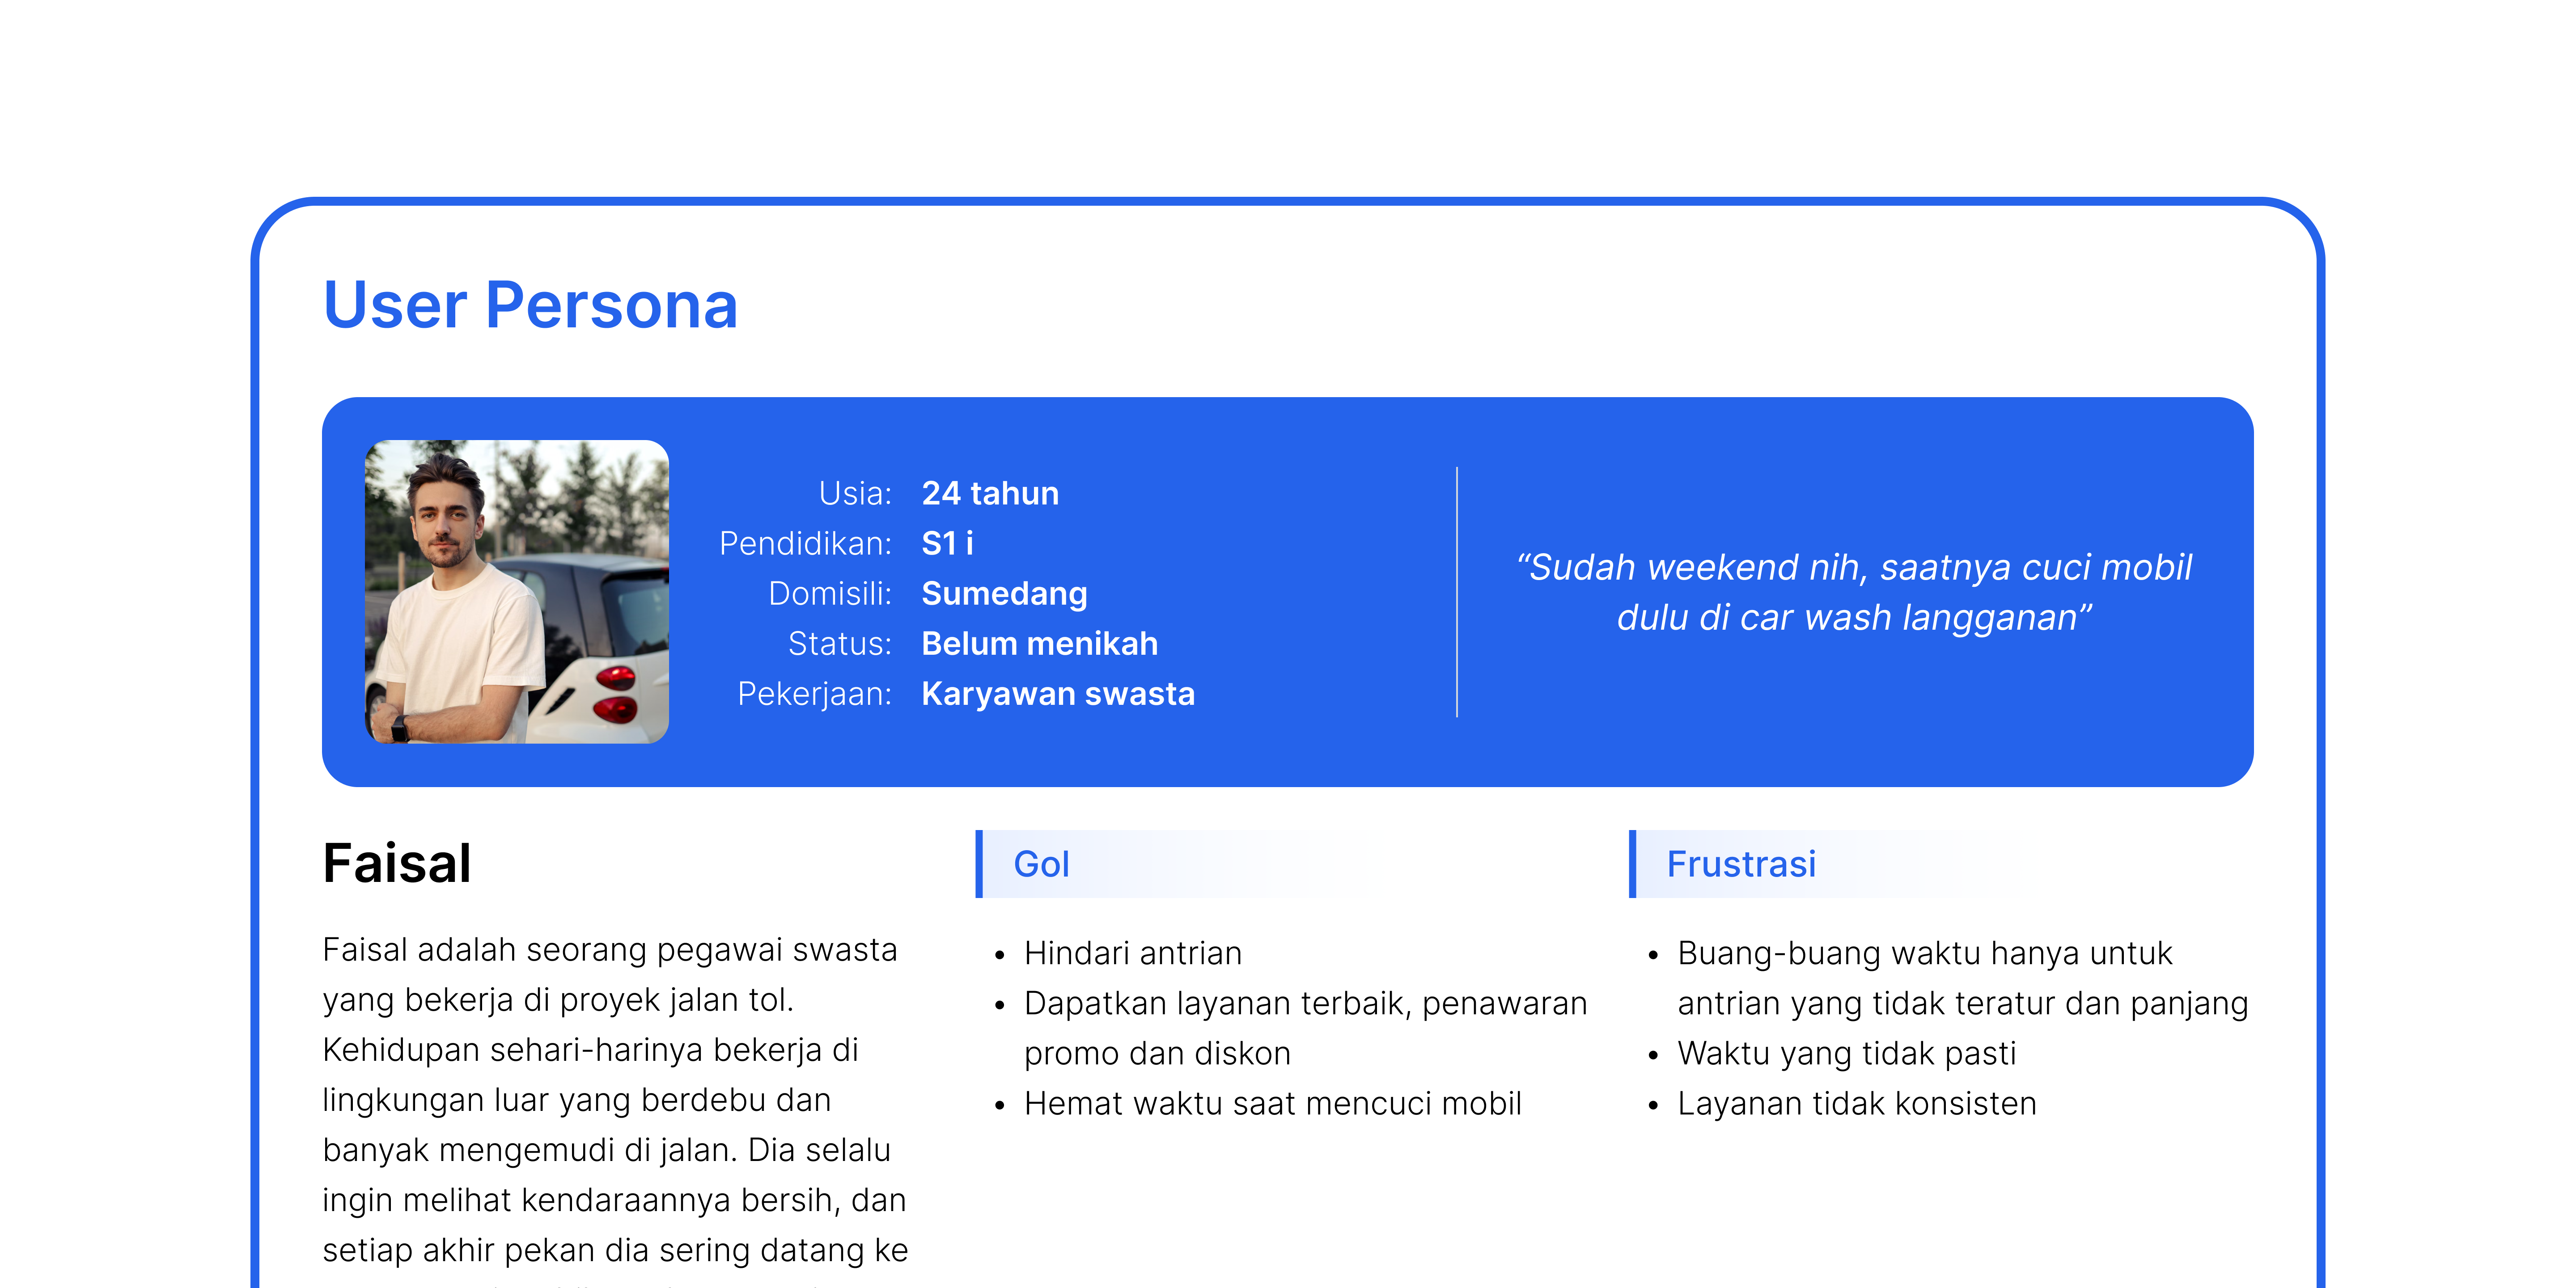 User Persona
Usia: 24 tahun
Pendidikan: S1 i
Domisili: Sumedang
Status: Belum menikah
Pekerjaan: Karyawan swasta
“Sudah weekend nih, saatnya cuci mobil
dulu di car wash langganan”
Faisal
Faisal adalah seorang pegawai swasta
yang bekerja di proyek jalan tol.
Kehidupan sehari-harinya bekerja di
lingkungan luar yang berdebu dan
banyak mengemudi di jalan. Dia selalu
ingin melihat kendaraannya bersih, dan
setiap akhir pekan dia sering datang ke
Gol
• Hindari antrian
• Dapatkan layanan terbaik, penawaran
promo dan diskon
• Hemat waktu saat mencuci mobil
Frustrasi
• Buang-buang waktu hanya untuk
antrian yang tidak teratur dan panjang
• Waktu yang tidak pasti
• Layanan tidak konsisten